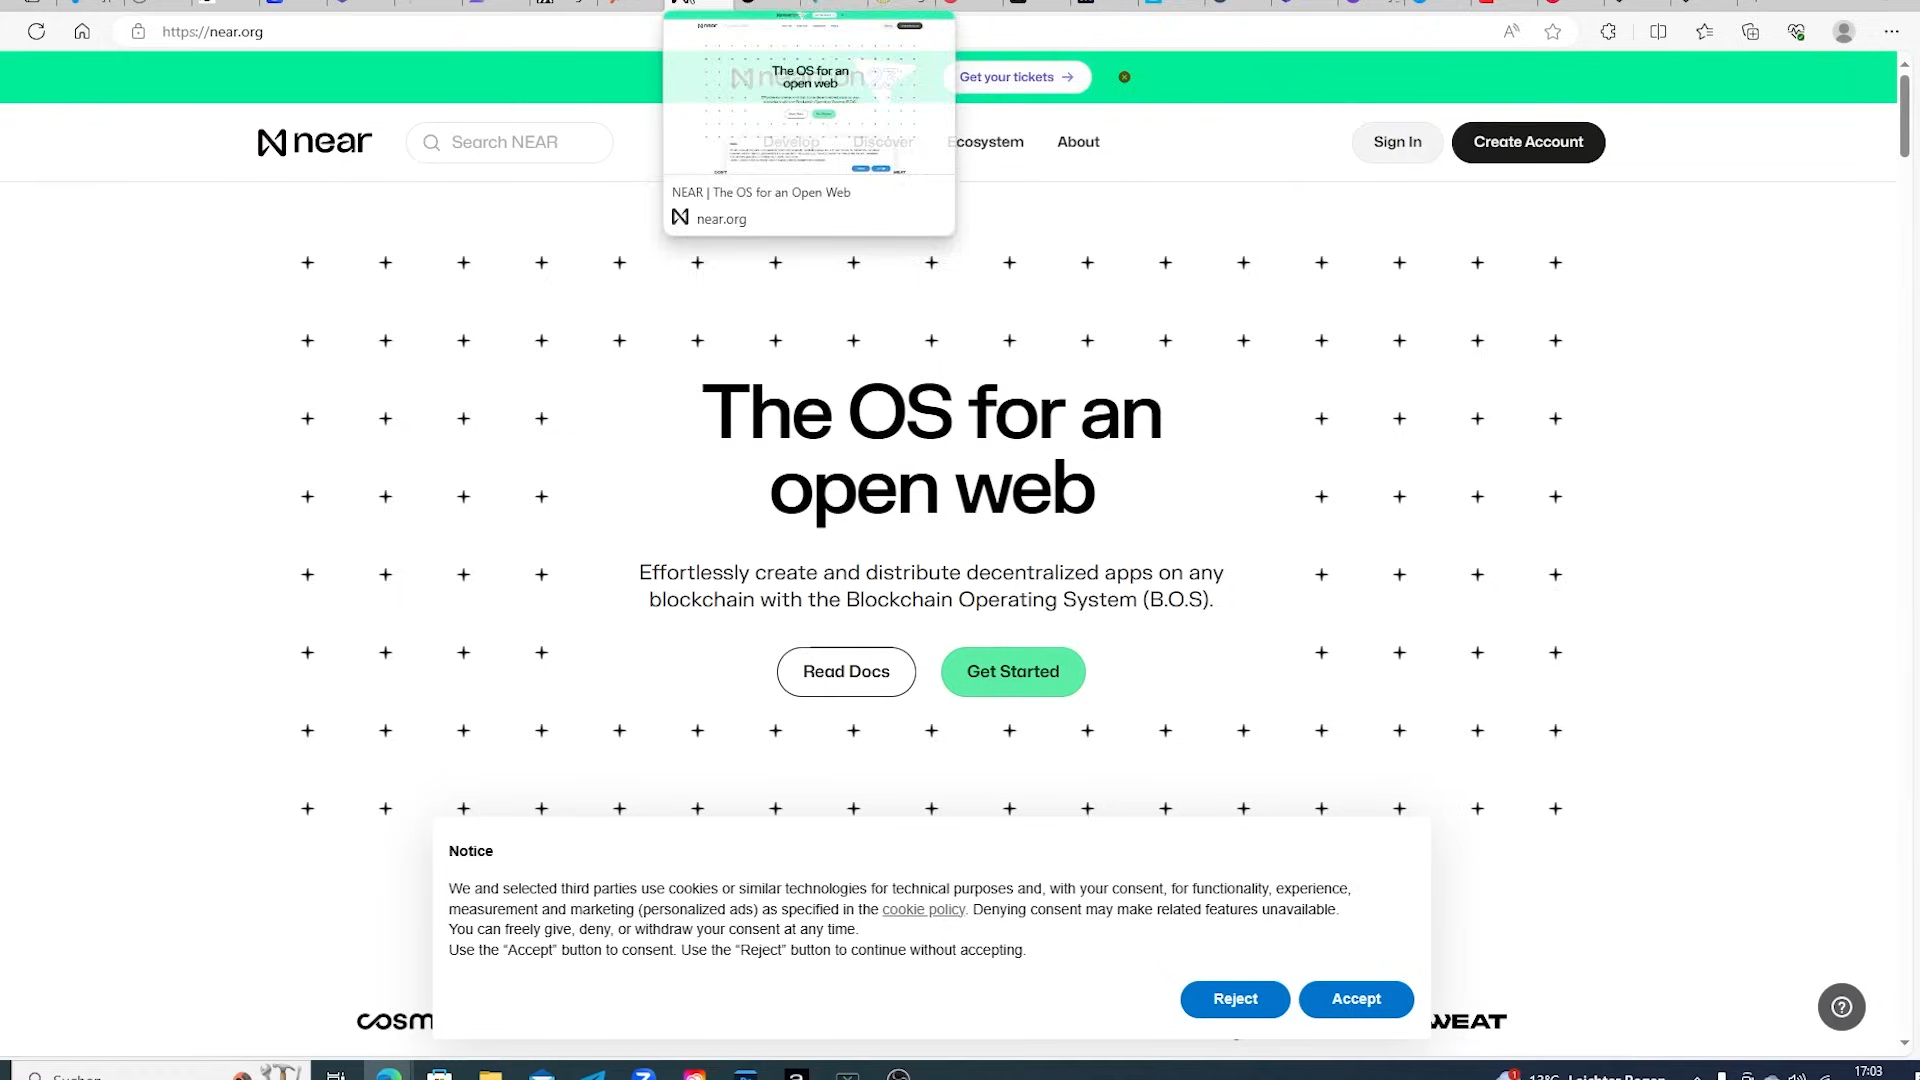 https://near.org
The OS for an
open web
Get your tickets →
near
Search NEAR
Develop
Discover
Ecosystem
About
Sign In
Create Account
NEAR | The OS for an Open Web
near.org
The OS for an
open web
Effortlessly create and distribute decentralized apps on any
blockchain with the Blockchain Operating System (B.O.S).
Read Docs
Get Started
Notice
We and selected third parties use cookies or similar technologies for technical purposes and, with your consent, for functionality, experience,
measurement and marketing (personalized ads) as specified in the cookie policy. Denying consent may make related features unavailable.
You can freely give, deny, or withdraw your consent at any time.
Use the “Accept” button to consent. Use the “Reject” button to continue without accepting.
Reject
Accept
COSM
WEAT
Suchen
13°C Leichter Regen
17:03